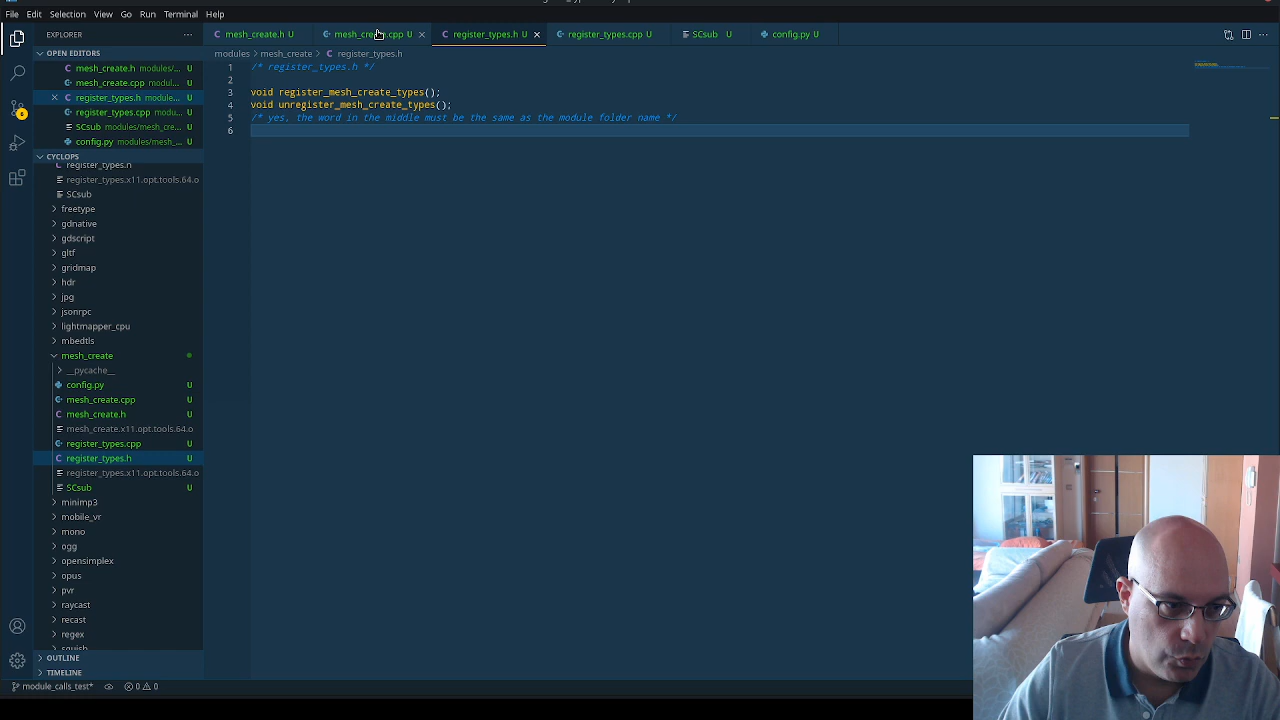 File Edit Selection View Go Run Terminal Help
EXPLORER
mesh_create.h U
mesh_create.cpp U
register_types.h U
register_types.cpp U
SCsub U
config.py U
OPEN EDITORS
mesh_create.h modules/... U
mesh_create.cpp modul... U
register_types.h module... U
register_types.cpp modu... U
SCsub modules/mesh_cre... U
config.py modules/mesh_... U
CYCLOPS
register_types.h
register_types.x11.opt.tools.64.o
SCsub
freetype
gdnative
gdscript
gltf
gridmap
hdr
jpg
jsonrpc
lightmapper_cpu
mbedtls
mesh_create
__pycache__
config.py U
mesh_create.cpp U
mesh_create.h U
mesh_create.x11.opt.tools.64.o
register_types.cpp U
register_types.h U
register_types.x11.opt.tools.64.o
SCsub U
minimp3
mobile_vr
mono
ogg
opensimplex
opus
pvr
raycast
recast
regex
squish
OUTLINE
TIMELINE
modules > mesh_create > register_types.h
1 /* register_types.h */
2
3 void register_mesh_create_types();
4 void unregister_mesh_create_types();
5 /* yes, the word in the middle must be the same as the module folder name */
6
6
module_calls_test* 0 0